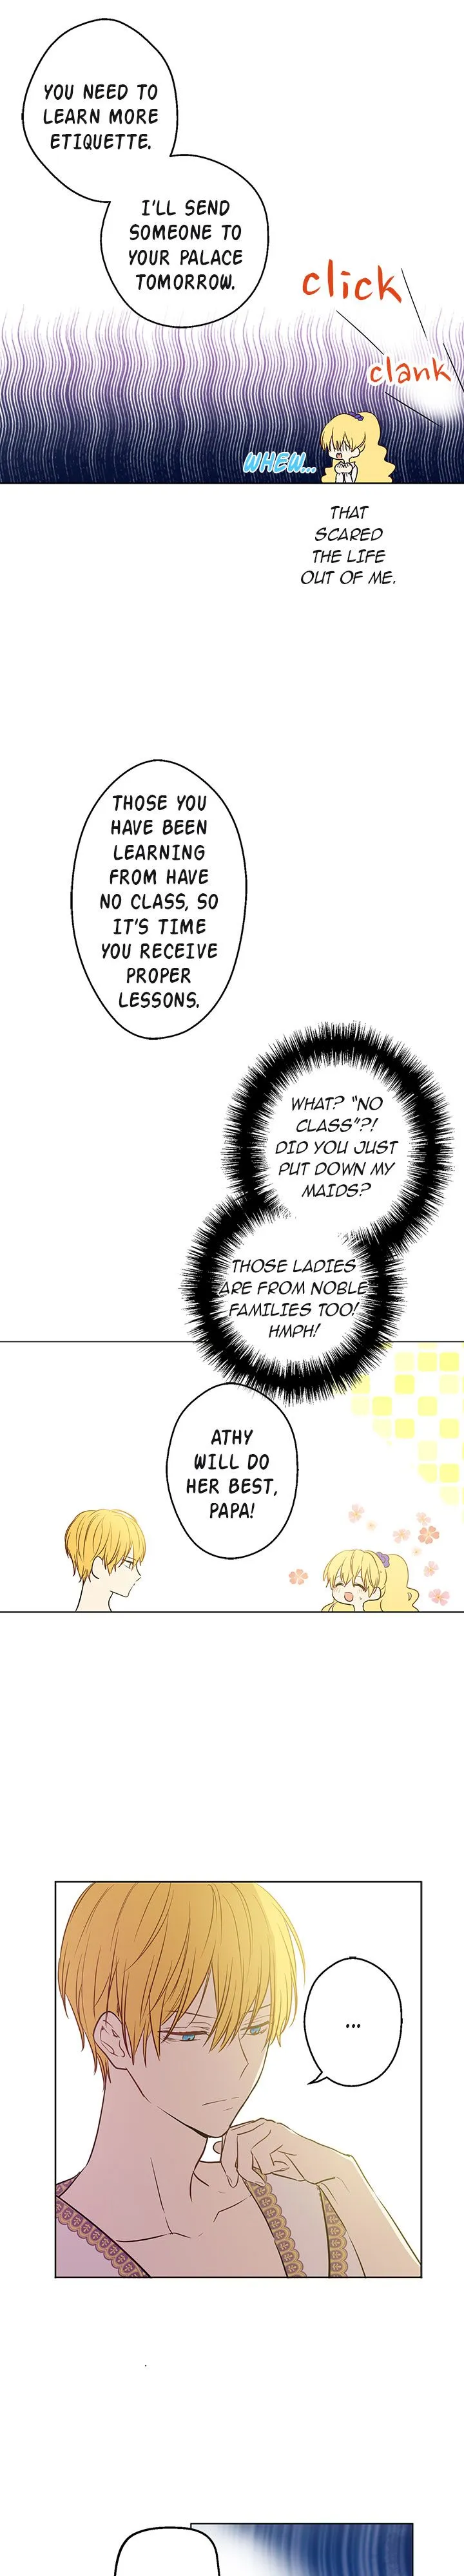 YOU NEED TO
LEARN MORE
ETIQUETTE.
I'LL SEND
SOMEONE TO
YOUR PALACE
TOMORROW.
click
clank
WHEW...
THAT
SCARED
THE LIFE
OUT OF ME.
THOSE YOU
HAVE BEEN
LEARNING
FROM HAVE
NO CLASS, SO
IT'S TIME
YOU RECEIVE
PROPER
LESSONS.
WHAT? "NO
CLASS"?!
DID YOU JUST
PUT DOWN MY
MAIDS?
THOSE LADIES
ARE FROM NOBLE
FAMILIES TOO!
HMPH!
ATHY
WILL DO
HER BEST,
PAPA!
...